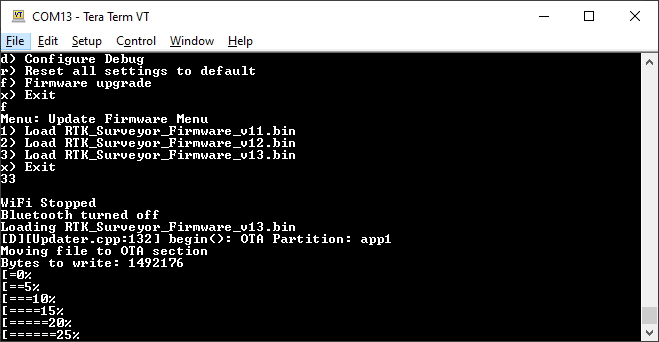 COM13 - Tera Term VT
File Edit Setup Control Window Help
d) Configure Debug
r) Reset all settings to default
f) Firmware upgrade
x) Exit
f
Menu: Update Firmware Menu
1) Load RTK_Surveyor_Firmware_v11.bin
2) Load RTK_Surveyor_Firmware_v12.bin
3) Load RTK_Surveyor_Firmware_v13.bin
x) Exit
33
WiFi Stopped
Bluetooth turned off
Loading RTK_Surveyor_Firmware_v13.bin
[D][Updater.cpp:132] begin(): OTA Partition: app1
Moving file to OTA section
Bytes to write: 1492176
[=0%
[==5%
[===10%
[====15%
[=====20%
[======25%